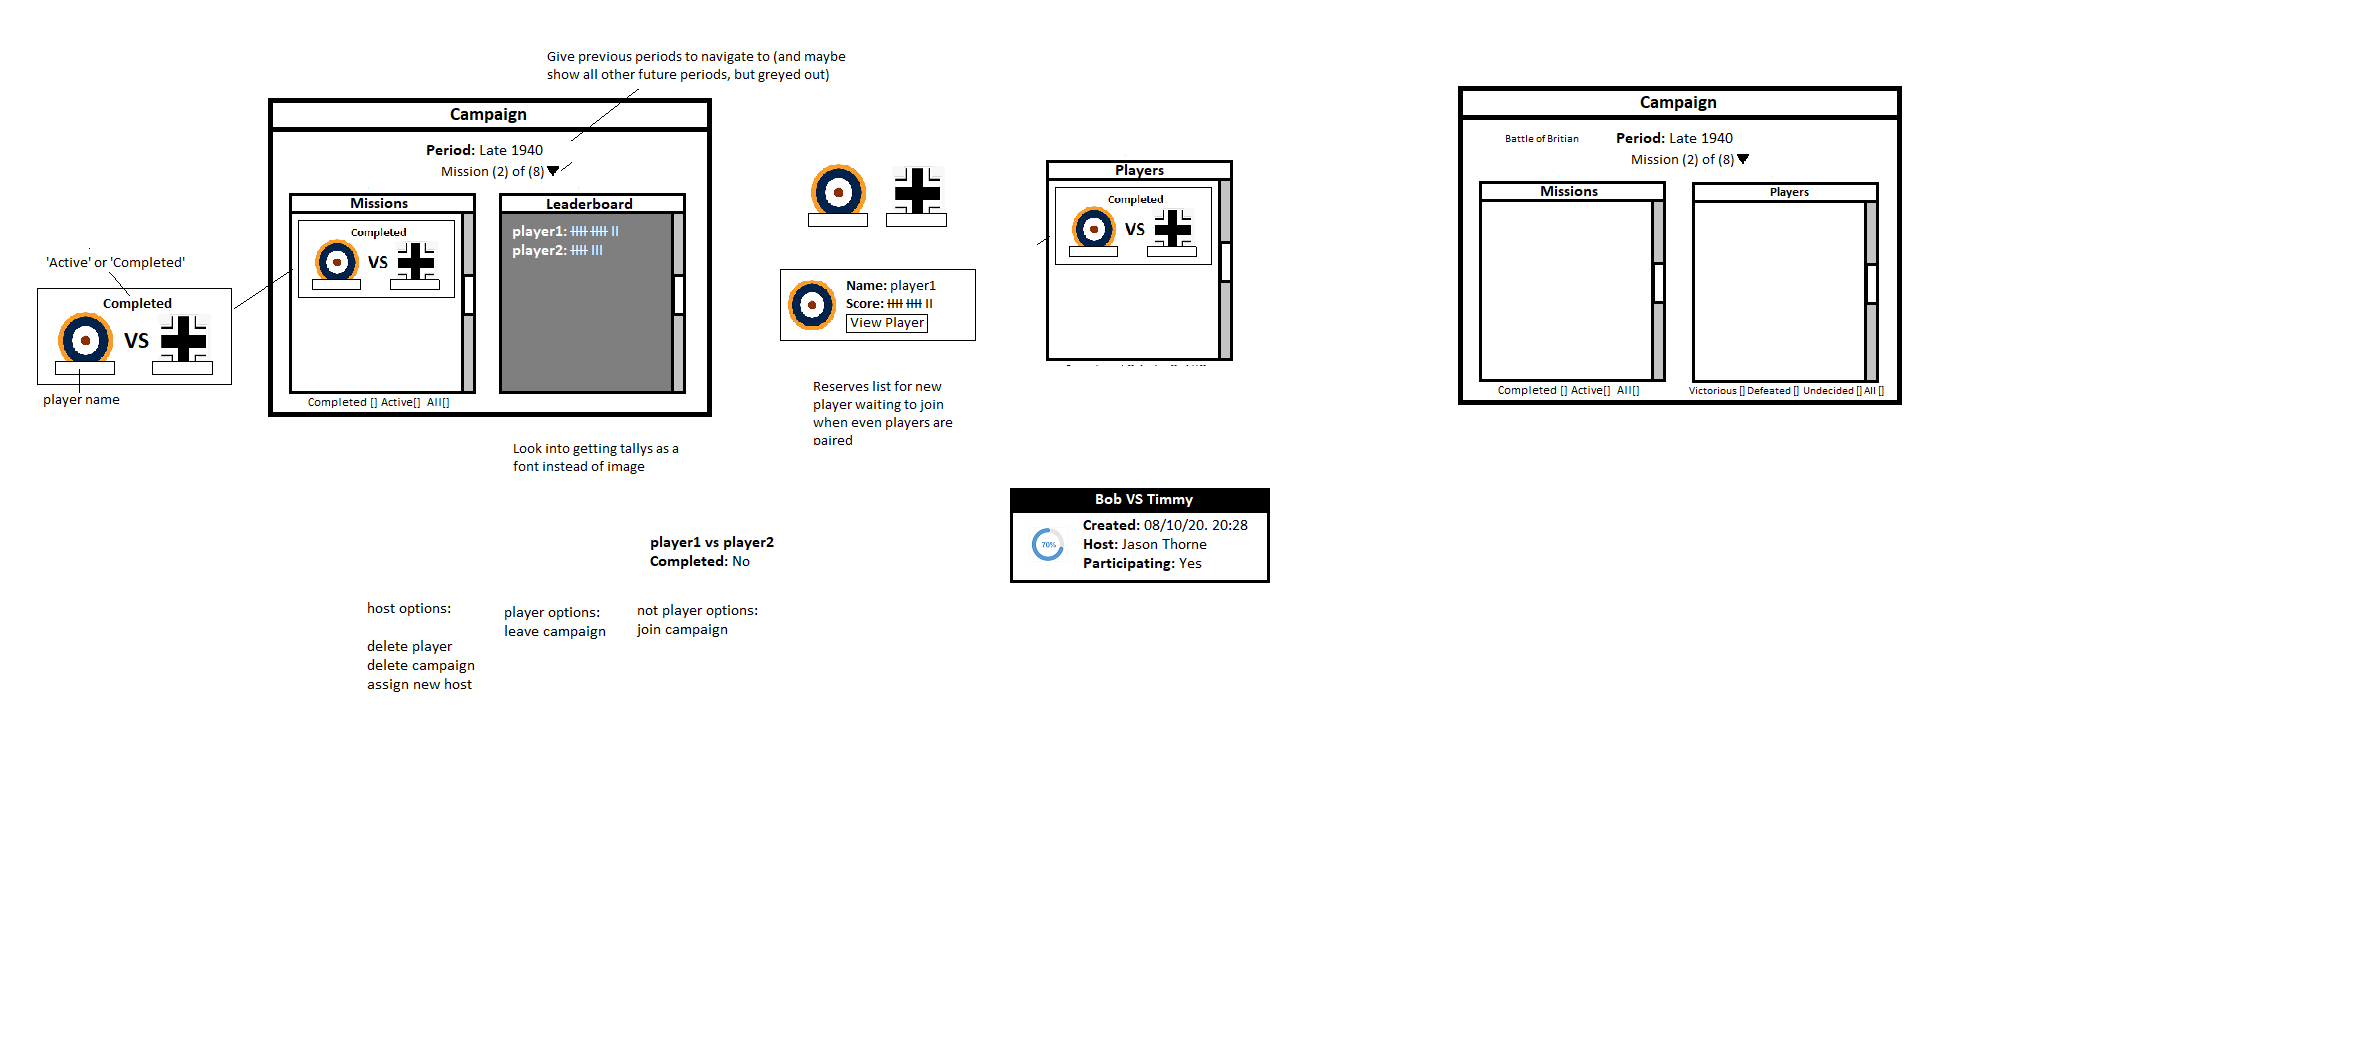 Give previous periods to navigate to (and maybe
show all other future periods, but greyed out)
Campaign
Period: Late 1940
Mission (2) of (8)
Missions
Completed
VS
Completed [] Active[] All[]
Leaderboard
player1:
player2:
'Active' or 'Completed'
Completed
VS
player name
Look into getting tallys as a
font instead of image
Name: player1
Score:
View Player
Reserves list for new
player waiting to join
when even players are
paired
Players
Completed
VS
Campaign
Battle of Britian
Period: Late 1940
Mission (2) of (8)
Missions
Players
Completed [] Active[] All[]
Victorious [] Defeated [] Undecided [] All []
Bob VS Timmy
70%
Created: 08/10/20. 20:28
Host: Jason Thorne
Participating: Yes
player1 vs player2
Completed: No
host options:
delete player
delete campaign
assign new host
player options:
leave campaign
not player options:
join campaign